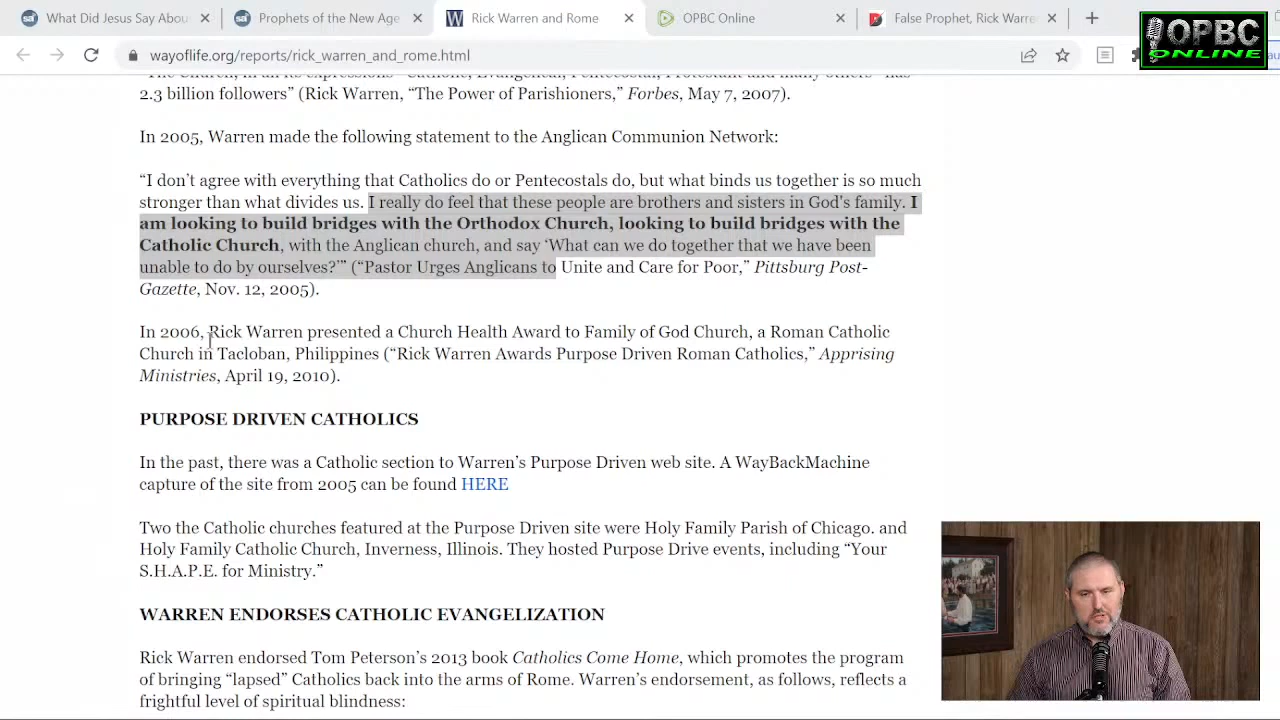 What Did Jesus Say Abou
Prophets of the New Age
Rick Warren and Rome
OPBC Online
False Prophet, Rick Warre
OPBC
ONLINE
wayoflife.org/reports/rick_warren_and_rome.html
"The Church, in all its expressions—Catholic, Evangelical, Pentecostal, Protestant and many others—has
2.3 billion followers” (Rick Warren, “The Power of Parishioners,” Forbes, May 7, 2007).
In 2005, Warren made the following statement to the Anglican Communion Network:
“I don’t agree with everything that Catholics do or Pentecostals do, but what binds us together is so much
stronger than what divides us. I really do feel that these people are brothers and sisters in God's family. I
am looking to build bridges with the Orthodox Church, looking to build bridges with the
Catholic Church, with the Anglican church, and say ‘What can we do together that we have been
unable to do by ourselves?’” (“Pastor Urges Anglicans to Unite and Care for Poor,” Pittsburg Post-
Gazette, Nov. 12, 2005).
In 2006, Rick Warren presented a Church Health Award to Family of God Church, a Roman Catholic
Church in Tacloban, Philippines (“Rick Warren Awards Purpose Driven Roman Catholics,” Apprising
Ministries, April 19, 2010).
PURPOSE DRIVEN CATHOLICS
In the past, there was a Catholic section to Warren’s Purpose Driven web site. A WayBackMachine
capture of the site from 2005 can be found HERE
Two the Catholic churches featured at the Purpose Driven site were Holy Family Parish of Chicago. and
Holy Family Catholic Church, Inverness, Illinois. They hosted Purpose Drive events, including “Your
S.H.A.P.E. for Ministry.”
WARREN ENDORSES CATHOLIC EVANGELIZATION
Rick Warren endorsed Tom Peterson’s 2013 book Catholics Come Home, which promotes the program
of bringing “lapsed” Catholics back into the arms of Rome. Warren’s endorsement, as follows, reflects a
frightful level of spiritual blindness: